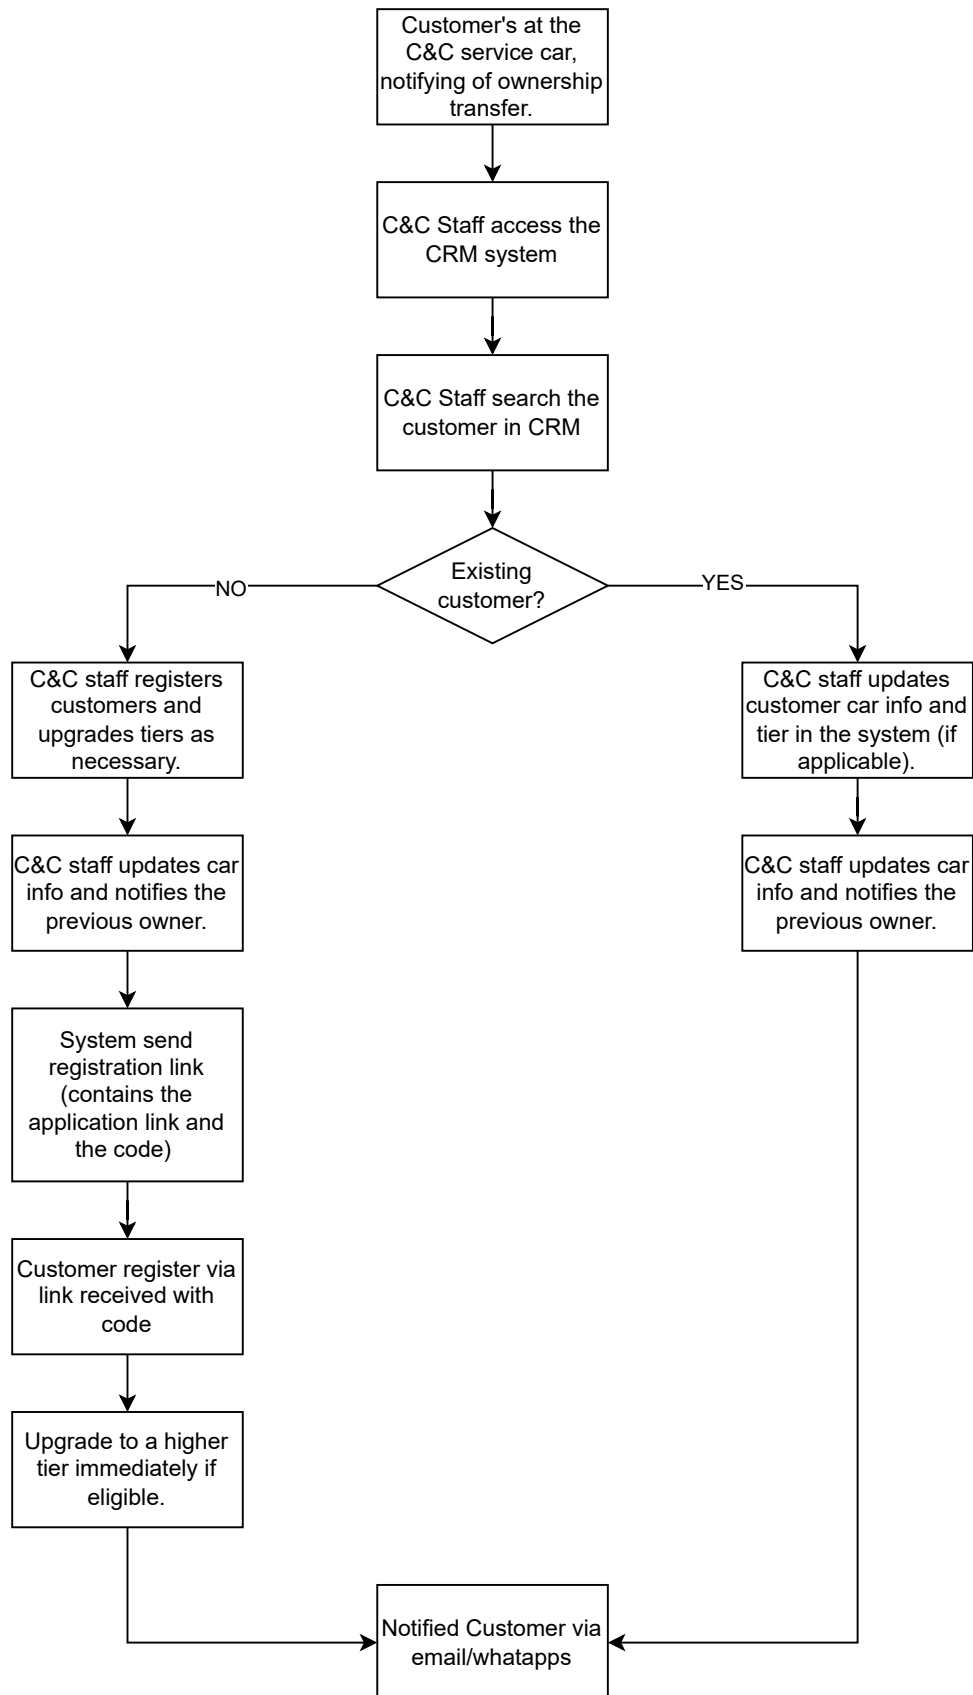 Customer's at the
C&C service car,
notifying of ownership
transfer.
C&C Staff access the
CRM system
C&C Staff search the
customer in CRM
Existing
customer?
NO
YES
C&C staff registers
customers and
upgrades tiers as
necessary.
C&C staff updates
customer car info and
tier in the system (if
applicable).
C&C staff updates car
info and notifies the
previous owner.
C&C staff updates car
info and notifies the
previous owner.
System send
registration link
(contains the
application link and
the code)
Customer register via
link received with
code
Upgrade to a higher
tier immediately if
eligible.
Notified Customer via
email/whatapps